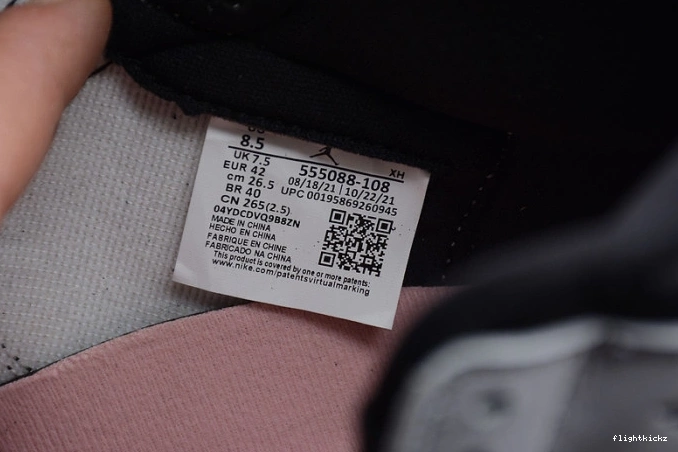 8.5
UK 7.5
EUR 42
cm 26.5
BR 40
CN 265(2.5)
XH
555088-108
08/18/21 | 10/22/21
UPC 00195869260945
04YDCDVQ9B8ZN
MADE IN CHINA
HECHO EN CHINA
FABRIQUE EN CHINE
FABRICADO NA CHINA
This product is covered by one or more patents:
www.nike.com/patentsvirtualmarking
flightkickz